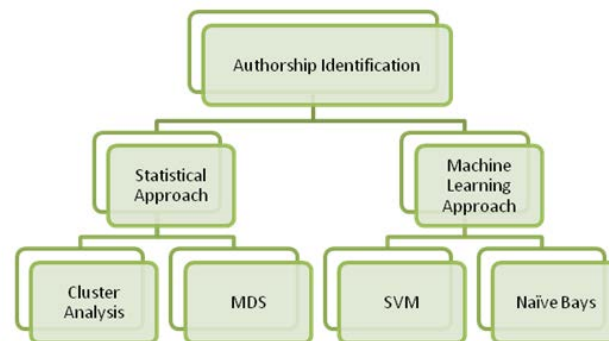 Authorship Identification
Statistical
Approach
Machine
Learning
Approach
Cluster
Analysis
MDS
SVM
Naïve Bays